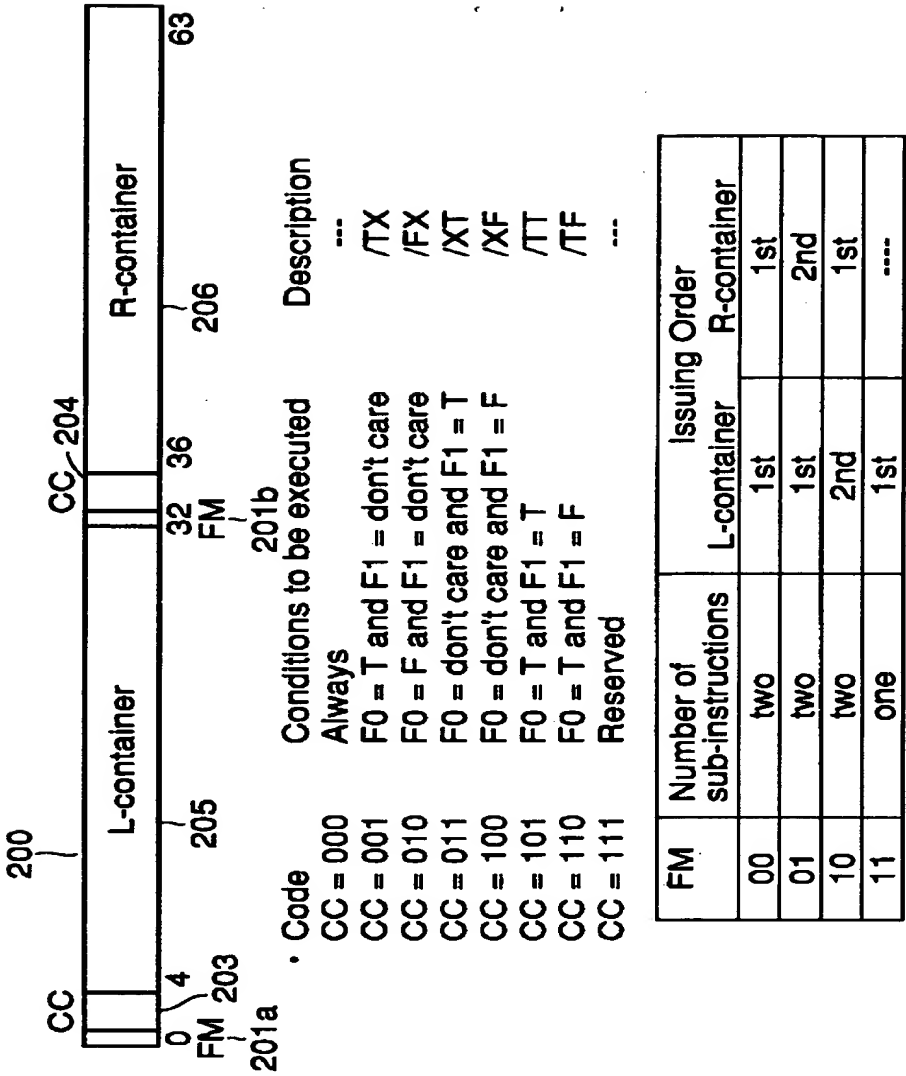 200
CC L-container CC 204 R-container
0 4 32 36 63
FM 203 205 FM 206
201a 201b
• Code Conditions to be executed Description
CC = 000 Always ---
CC = 001 F0 = T and F1 = don't care /TX
CC = 010 F0 = F and F1 = don't care /FX
CC = 011 F0 = don't care and F1 = T /XT
CC = 100 F0 = don't care and F1 = F /XF
CC = 101 F0 = T and F1 = T /TT
CC = 110 F0 = T and F1 = F /TF
CC = 111 Reserved ---
FM Number of sub-instructions Issuing Order
L-container R-container
00 two 1st 1st
01 two 1st 2nd
10 two 2nd 1st
11 one 1st ----